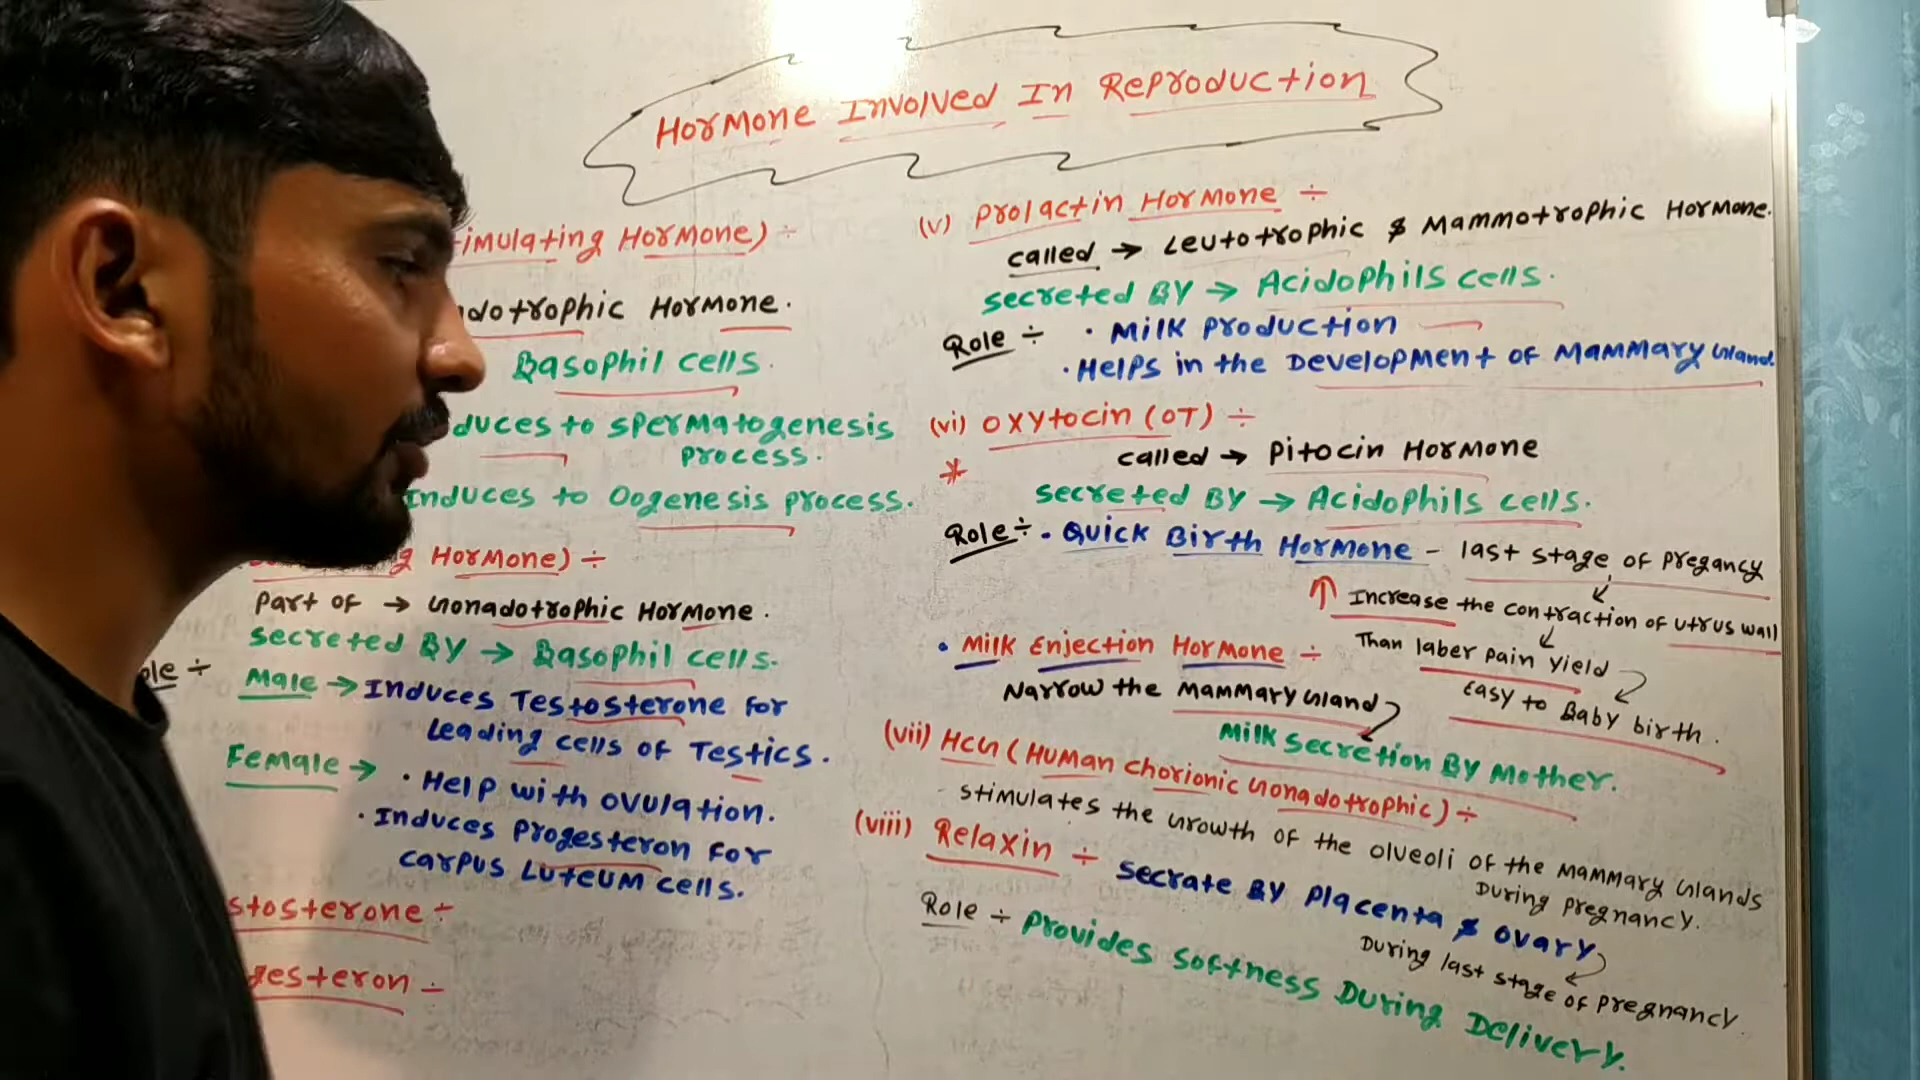 Hormone Involved In Reproduction
imulating Hormone) ÷
dotrophic Hormone.
Basophil cells.
duces to spermatogenesis
process.
Induces to Oogenesis process.
g Hormone) ÷
Part of → Gonadotrophic Hormone.
secreted By → Basophil cells.
ole ÷
Male → Induces Testosterone for
Leading cells of Testics.
Female → • Help with ovulation.
• Induces Progesteron for
Carpus Luteum cells.
stosterone ÷
gesteron ÷
(v) Prolactin Hormone ÷
called → Leutotrophic & Mammotrophic Hormone.
secreted By → Acidophils cells.
Role ÷ • Milk production
• Helps in the Development of Mammary Gland.
(vi) Oxytocin (OT) ÷
* called → Pitocin Hormone
secreted By → Acidophils cells.
Role ÷ • Quick Birth Hormone - last stage of Pregancy
↑ Increase the contraction of utrus wall
Than laber pain yield
Easy to Baby birth.
• Milk Enjection Hormone ÷
Narrow the Mammary Gland
Milk secretion By Mother.
(vii) HCG (Human Chorionic Gonadotrophic) ÷
stimulates the Growth of the olveoli of the Mammary Glands
During Pregnancy.
(viii) Relaxin ÷ Secrate By Placenta & Ovary
During last stage of Pregnancy.
Role ÷ Provides Softness During Delivery.